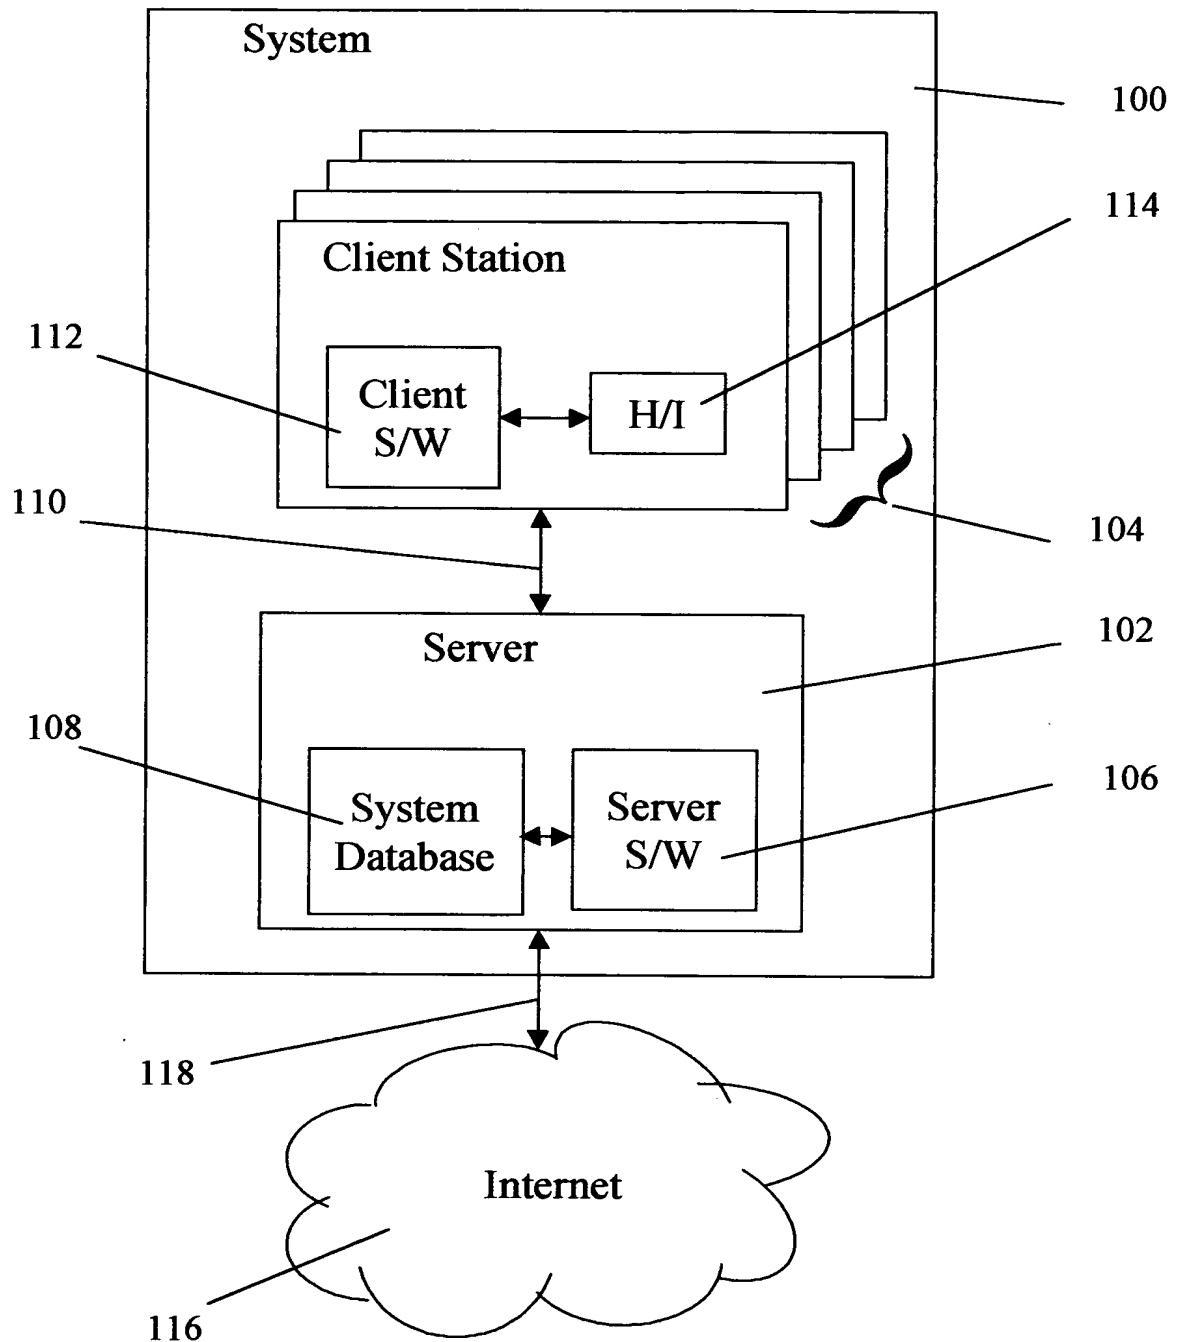 System
100
114
Client Station
112
Client
S/W
H/I
110
104
102
Server
108
106
System
Database
Server
S/W
118
Internet
116